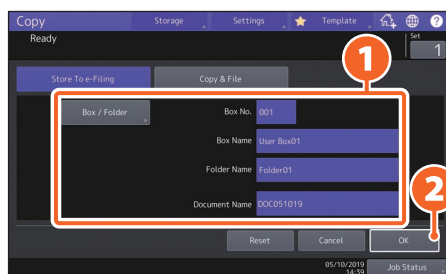 Copy Storage Settings Template ?
Ready Set
1
1
Store To e-Filing Copy & File
Box / Folder Box No. 001
Box Name User Box01
Folder Name Folder01
Document Name DOC051019
2
Reset Cancel OK
05/10/2019
14:39
Job Status